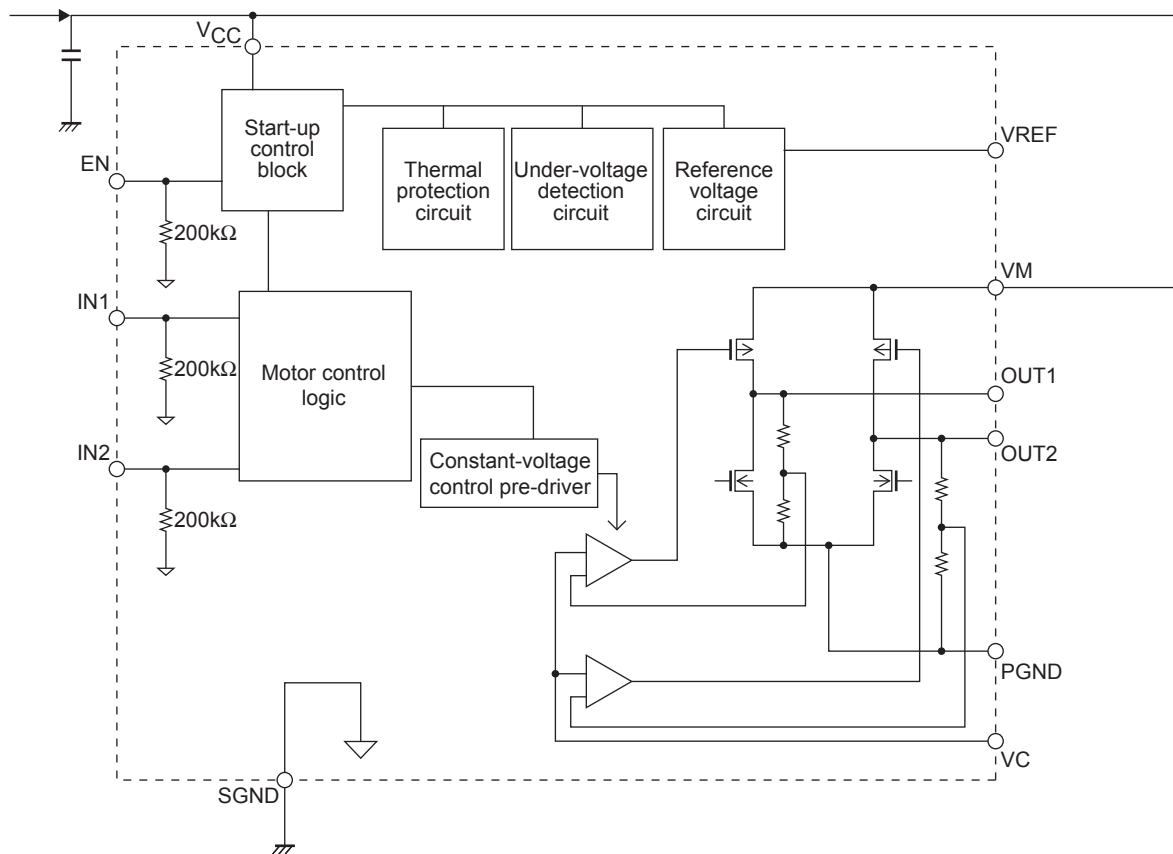 VCC
Start-up
control
block
EN
200kΩ
Thermal
protection
circuit
Under-voltage
detection
circuit
Reference
voltage
circuit
VREF
IN1
200kΩ
Motor control
logic
VM
OUT1
IN2
200kΩ
Constant-voltage
control pre-driver
OUT2
PGND
VC
SGND